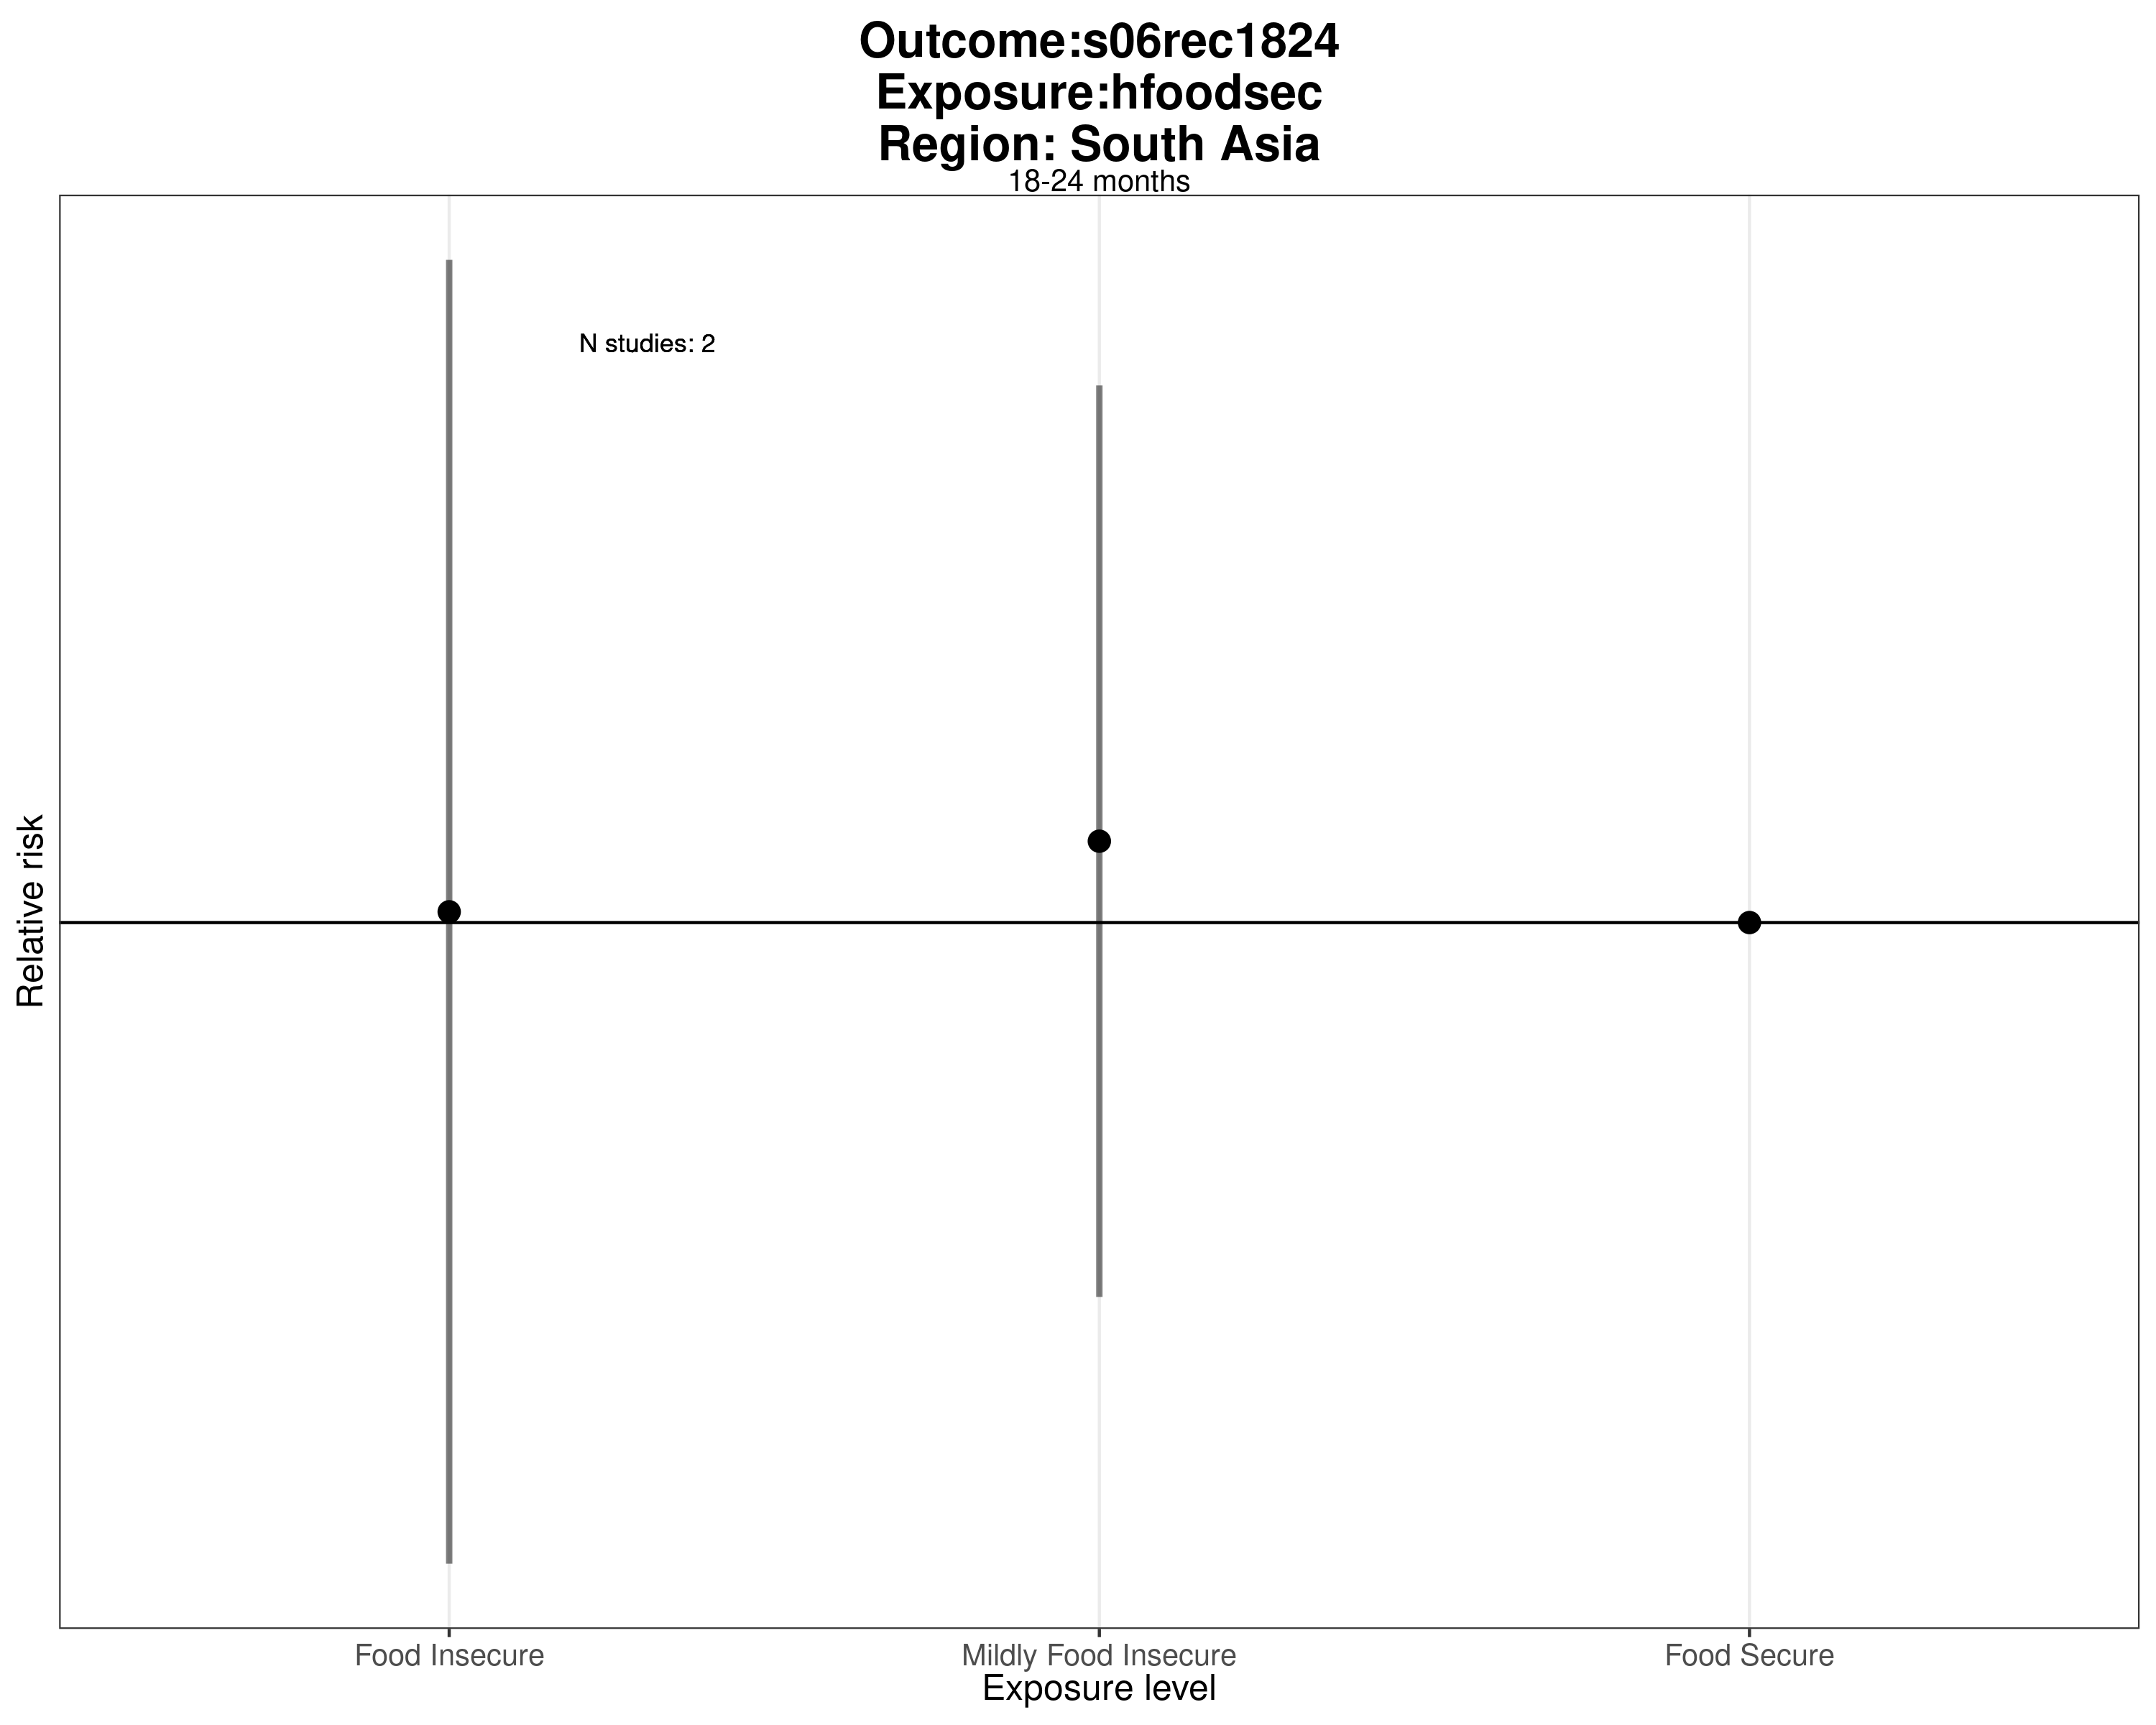 Outcome:s06rec1824
Exposure:hfoodsec
Region: South Asia
18-24 months
N studies: 2
Relative risk
Food Insecure
Mildly Food Insecure
Food Secure
Exposure level